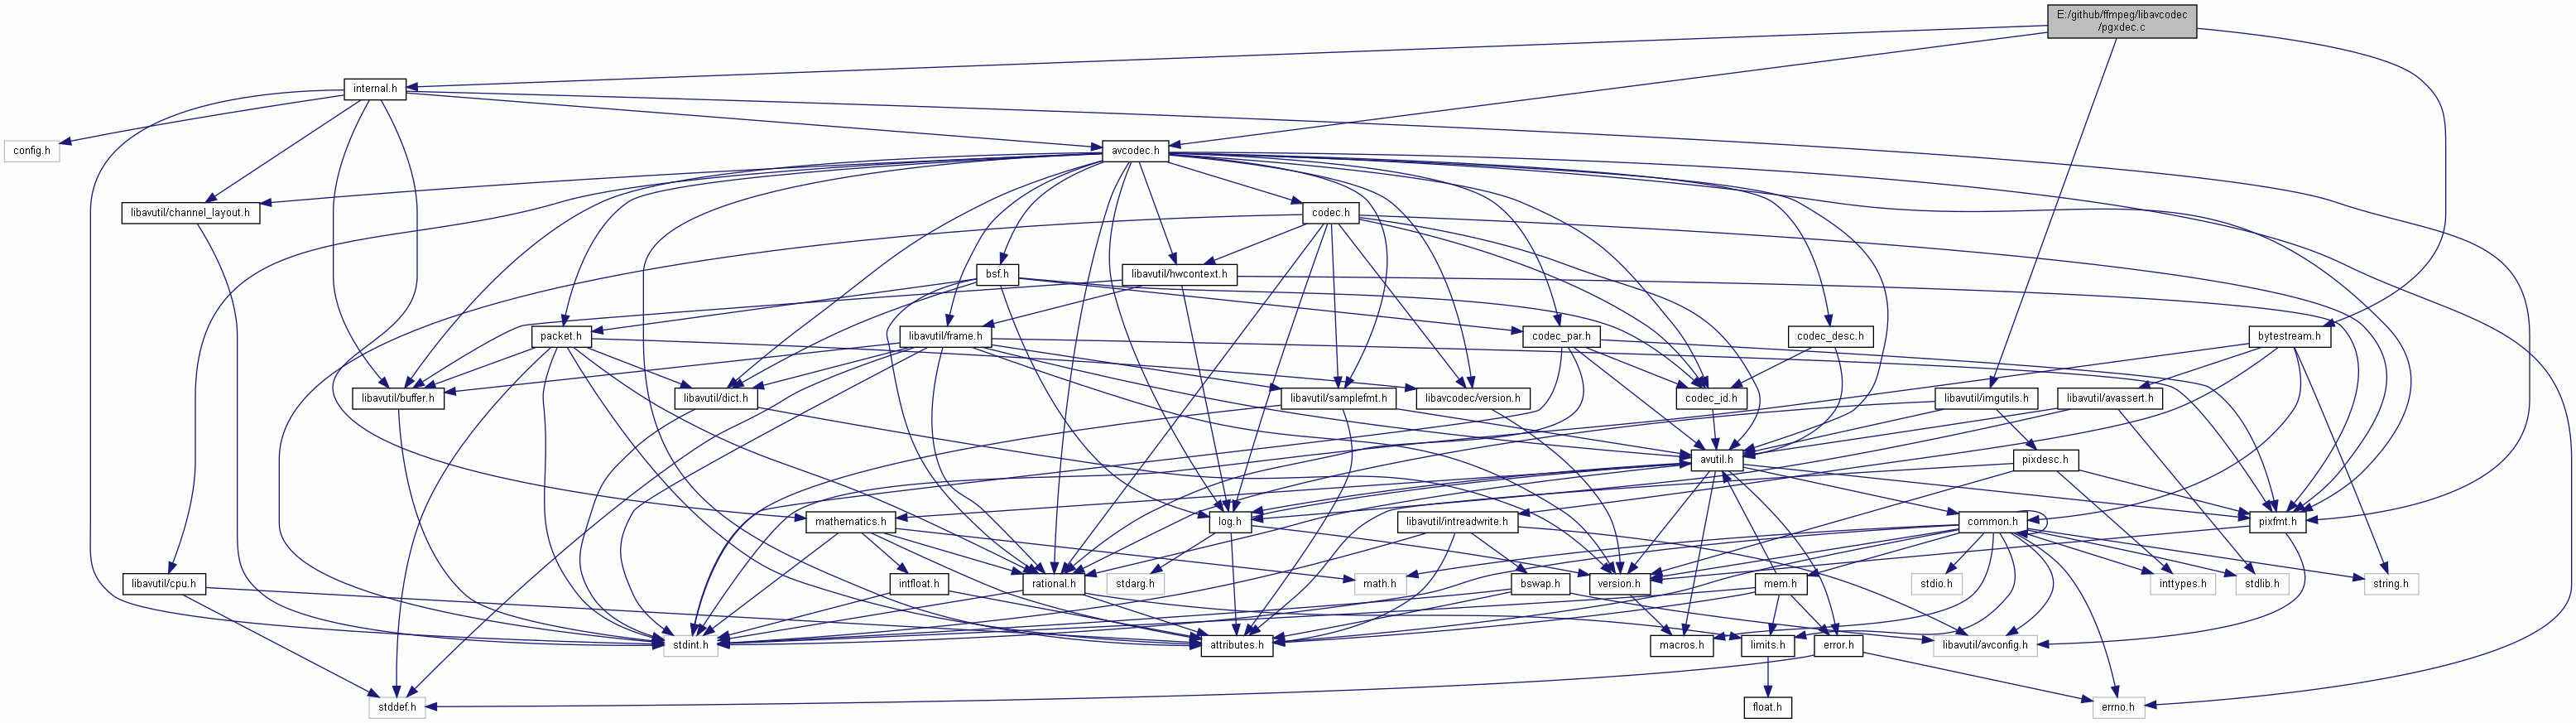 E:/github/ffmpeg/libavcodec
/pgxdec.c
internal.h
config.h
avcodec.h
libavutil/channel_layout.h
codec.h
bsf.h
libavutil/hwcontext.h
packet.h
libavutil/frame.h
codec_par.h
codec_desc.h
bytestream.h
libavutil/buffer.h
libavutil/dict.h
libavutil/samplefmt.h
libavcodec/version.h
codec_id.h
libavutil/imgutils.h
libavutil/avassert.h
avutil.h
pixdesc.h
mathematics.h
log.h
libavutil/intreadwrite.h
common.h
pixfmt.h
libavutil/cpu.h
intfloat.h
rational.h
stdarg.h
math.h
bswap.h
version.h
mem.h
stdio.h
inttypes.h
stdlib.h
string.h
stdint.h
attributes.h
macros.h
limits.h
error.h
libavutil/avconfig.h
stddef.h
float.h
errno.h